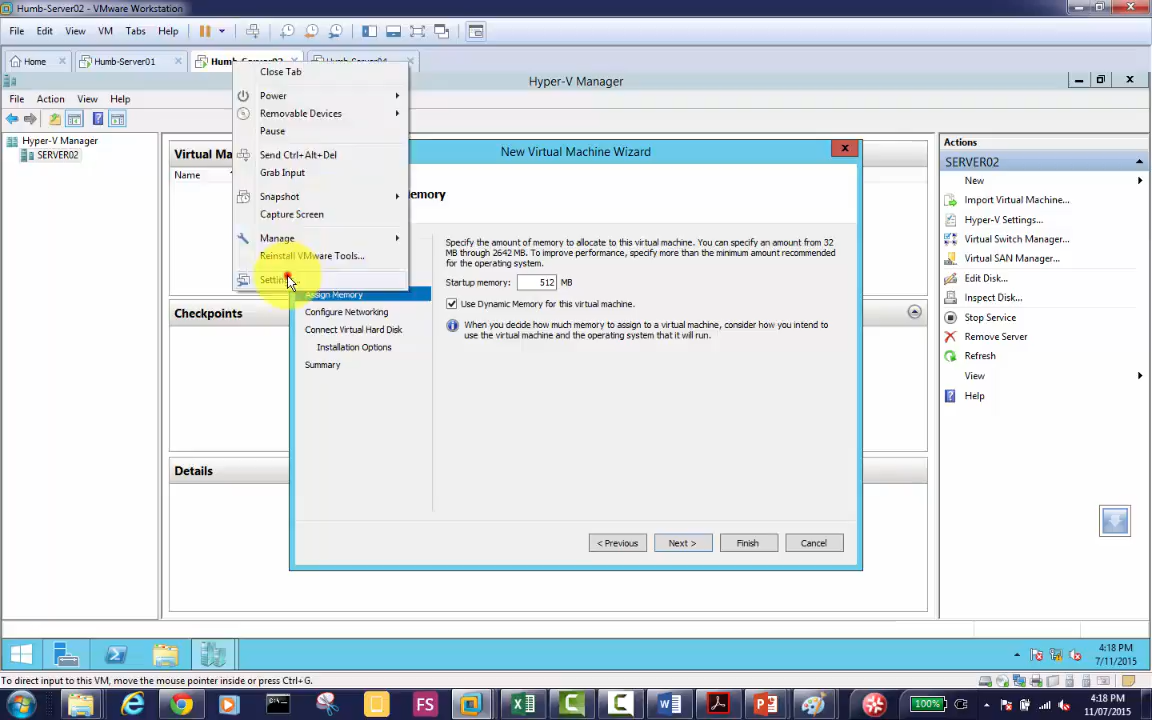 Humb-Server02 - VMware Workstation
File Edit View VM Tabs Help
Home Humb-Server01
Close Tab
Power
Removable Devices
Pause
Send Ctrl+Alt+Del
Grab Input
Snapshot
Capture Screen
Manage
Reinstall VMware Tools...
Hyper-V Manager
File Action View Help
Hyper-V Manager
SERVER02
Virtual Ma
Name
Checkpoints
Details
New Virtual Machine Wizard
emory
Assign Memory
Configure Networking
Connect Virtual Hard Disk
Installation Options
Summary
Specify the amount of memory to allocate to this virtual machine. You can specify an amount from 32
MB through 2642 MB. To improve performance, specify more than the minimum amount recommended
for the operating system.
Startup memory: 512 MB
Use Dynamic Memory for this virtual machine.
When you decide how much memory to assign to a virtual machine, consider how you intend to
use the virtual machine and the operating system that it will run.
< Previous Next > Finish Cancel
Actions
SERVER02
New
Import Virtual Machine...
Hyper-V Settings...
Virtual Switch Manager...
Virtual SAN Manager...
Edit Disk...
Inspect Disk...
Stop Service
Remove Server
Refresh
View
Help
4:18 PM
7/11/2015
To direct input to this VM, move the mouse pointer inside or press Ctrl+G.
FS
100%
4:18 PM
11/07/2015